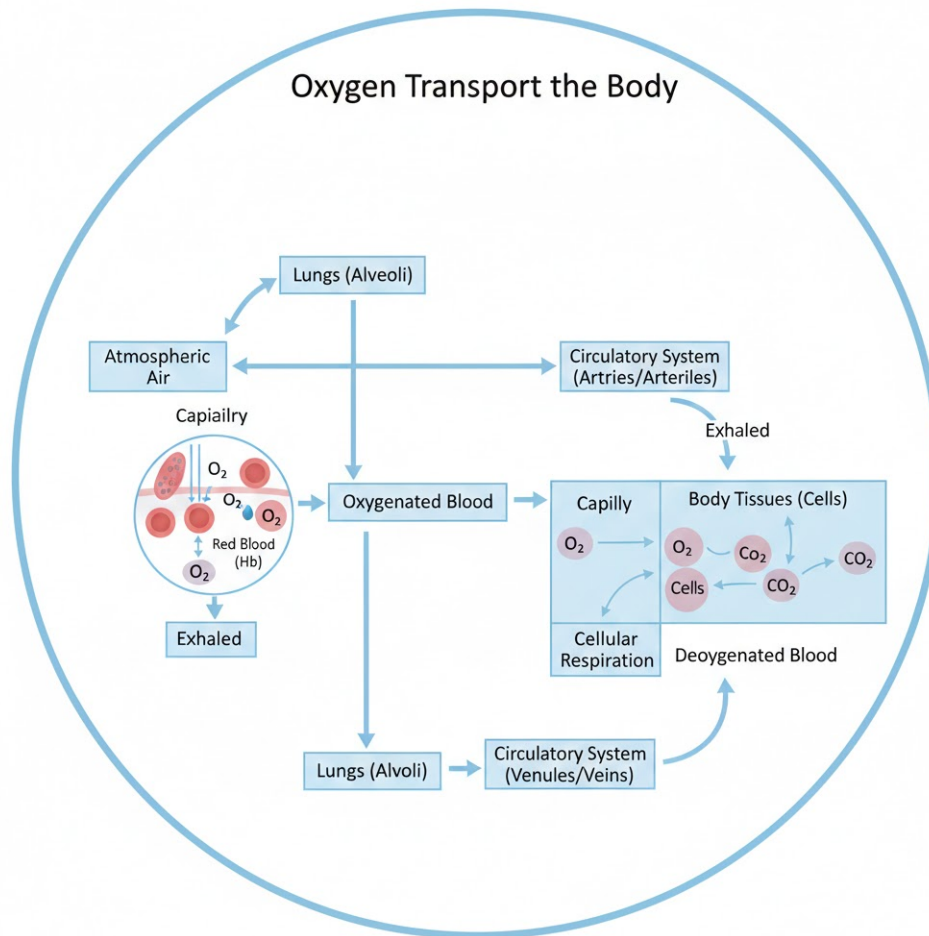 Oxygen Transport the Body
Lungs (Alveoli)
Atmospheric
Air
Circulatory System
(Artries/Arteriles)
Capiailry
Exhaled
O₂
O₂
O₂
Red Blood
(Hb)
O₂
Exhaled
Oxygenated Blood
Capilly
Body Tissues (Cells)
O₂
O₂
Co₂
CO₂
Cells
CO₂
Cellular
Respiration
Deoygenated Blood
Lungs (Alvoli)
Circulatory System
(Venules/Veins)